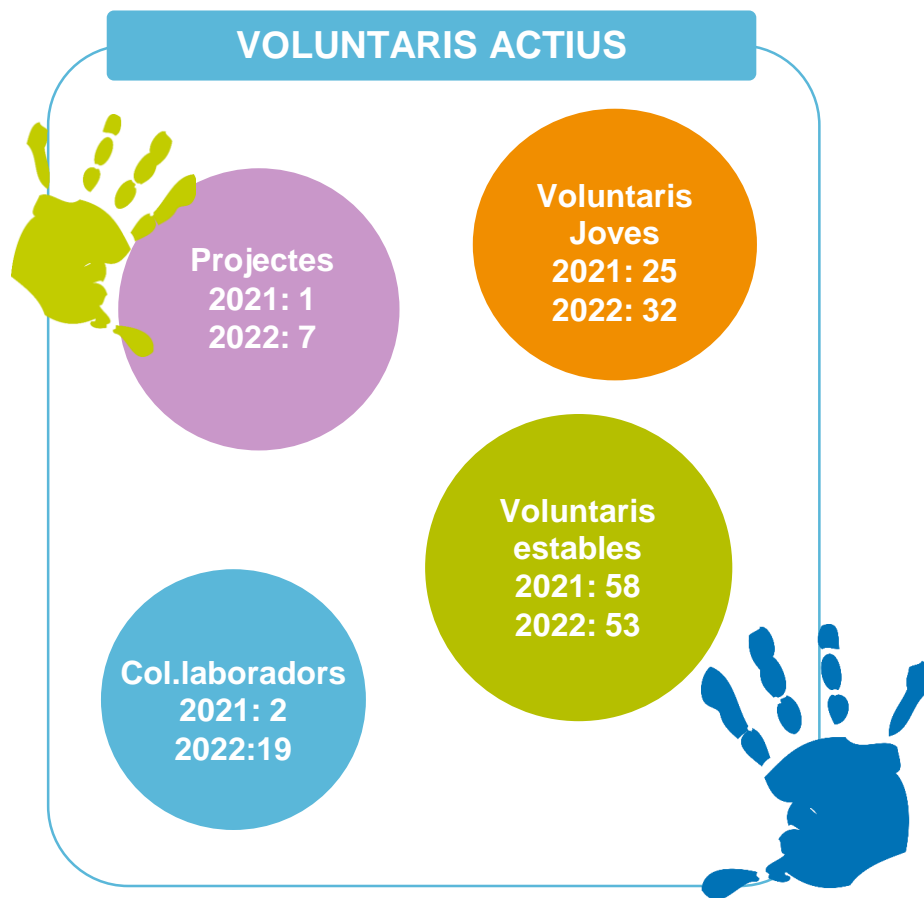 VOLUNTARIS ACTIUS
Projectes
2021: 1
2022: 7
Voluntaris
Joves
2021: 25
2022: 32
Voluntaris
estables
2021: 58
2022: 53
Col.laboradors
2021: 2
2022:19